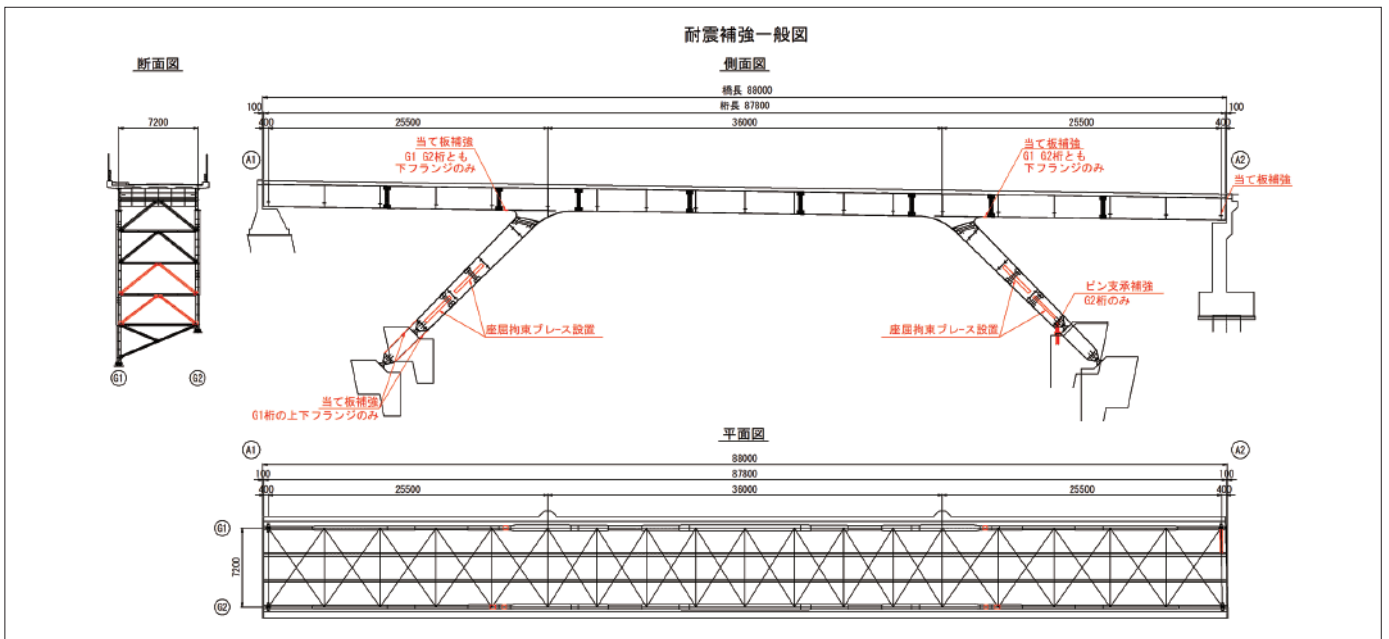 耐震補強一般図
断面図
7200
G1
G2
側面図
橋長 88000
100
桁長 87800
100
400
25500
36000
25500
400
A1
A2
当て板補強
G1 G2桁とも
下フランジのみ
当て板補強
G1 G2桁とも
下フランジのみ
当て板補強
ピン支承補強
G2桁のみ
座屈拘束ブレース設置
座屈拘束ブレース設置
当て板補強
G1桁の上下フランジのみ
平面図
A1
A2
88000
100
87800
100
400
25500
36000
25500
400
G1
7200
G2